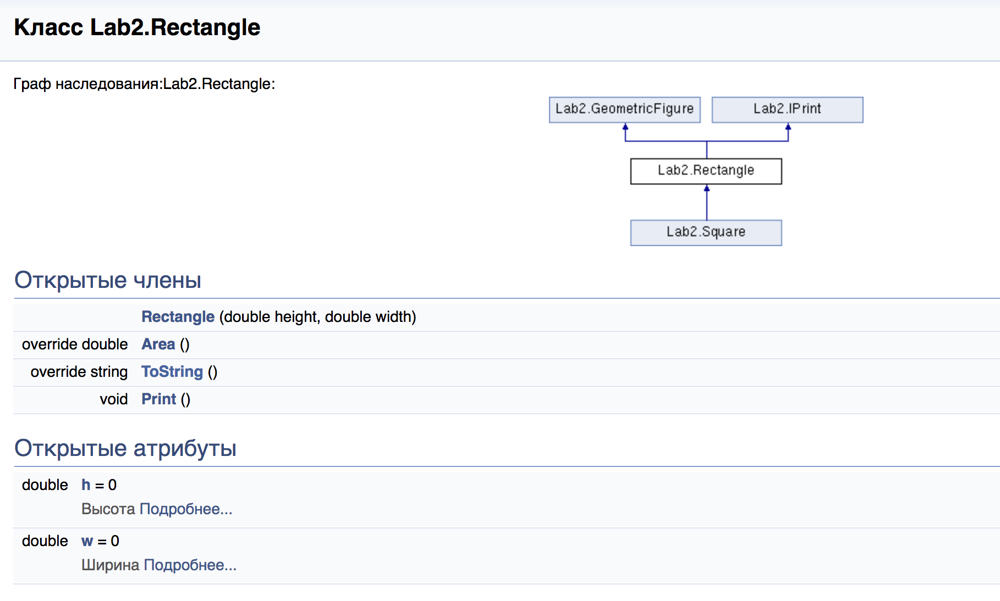 Класс Lab2.Rectangle
Граф наследования:Lab2.Rectangle:
Lab2.GeometricFigure Lab2.IPrint
Lab2.Rectangle
Lab2.Square
Открытые члены
Rectangle (double height, double width)
override double Area ()
override string ToString ()
void Print ()
Открытые атрибуты
double h = 0
Высота Подробнее...
double w = 0
Ширина Подробнее...